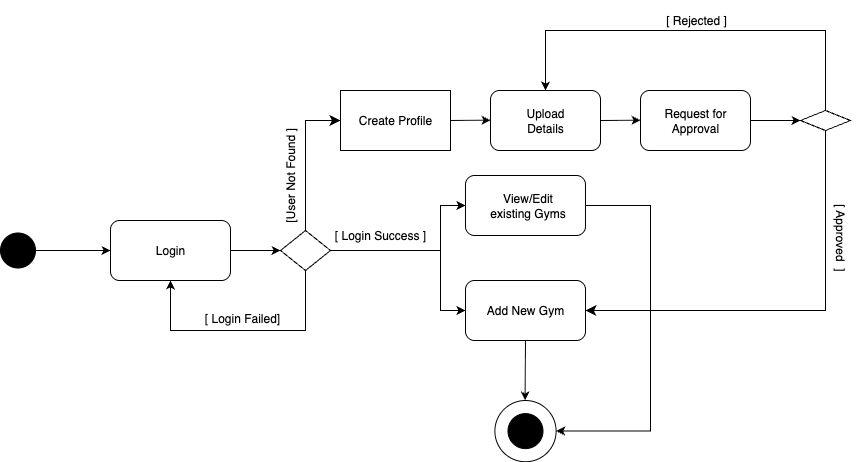 [ Rejected ]
Create Profile
Upload
Details
Request for
Approval
[User Not Found ]
View/Edit
existing Gyms
[ Approved  ]
Login
[ Login Success ]
[ Login Failed]
Add New Gym